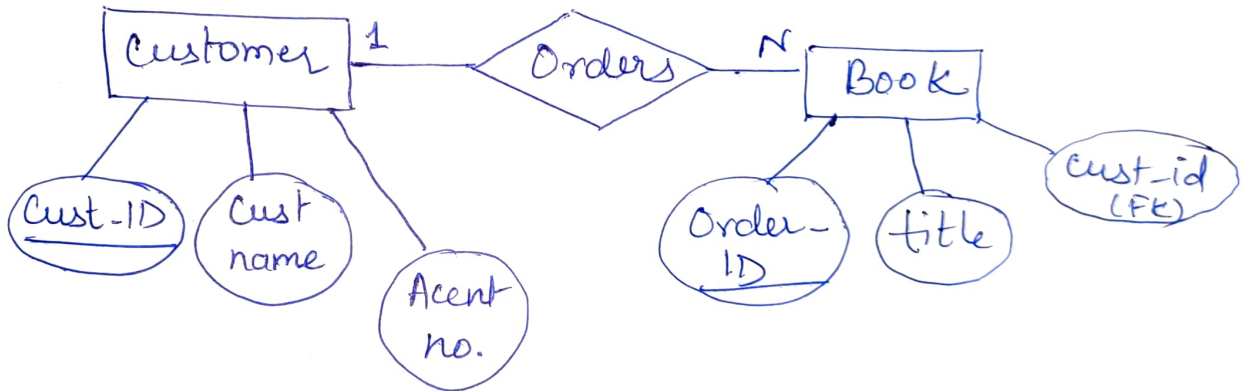 Customer
1
Orders
N
Book
Cust-ID
Cust
name
Acent
no.
Order-
ID
title
Cust-id
(FK)